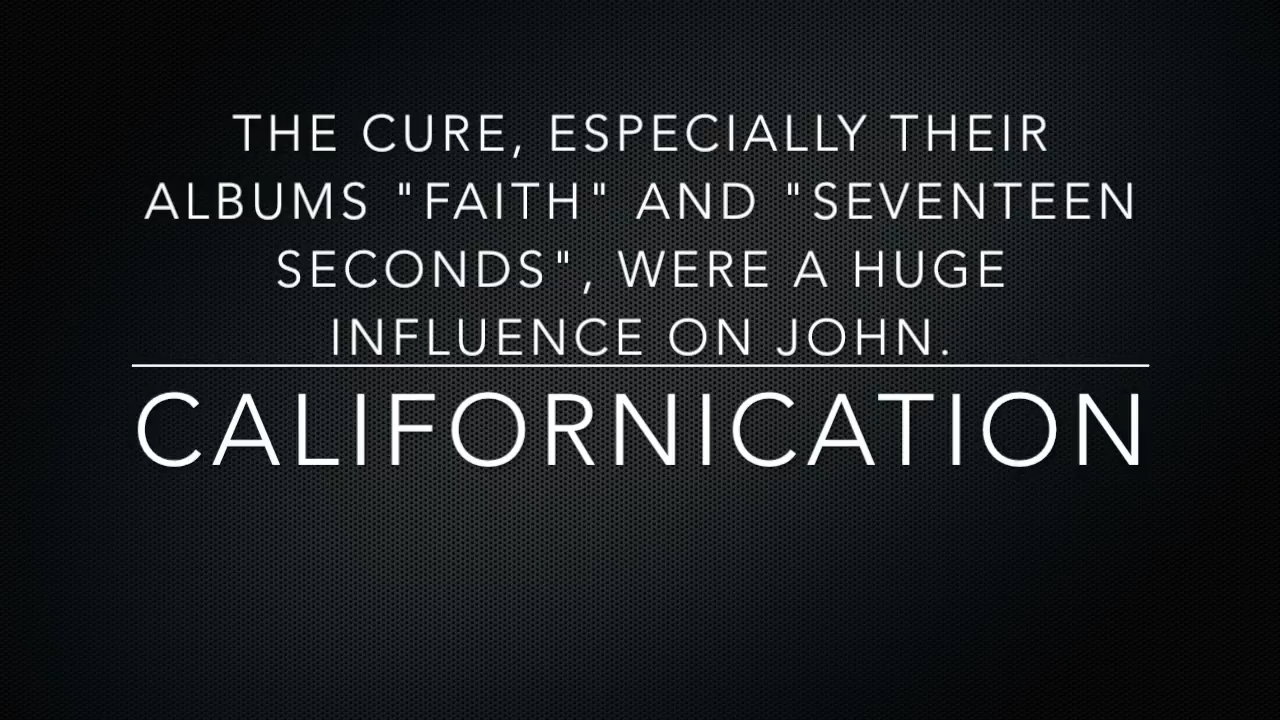 THE CURE, ESPECIALLY THEIR
ALBUMS "FAITH" AND "SEVENTEEN
SECONDS", WERE A HUGE
INFLUENCE ON JOHN.
CALIFORNICATION